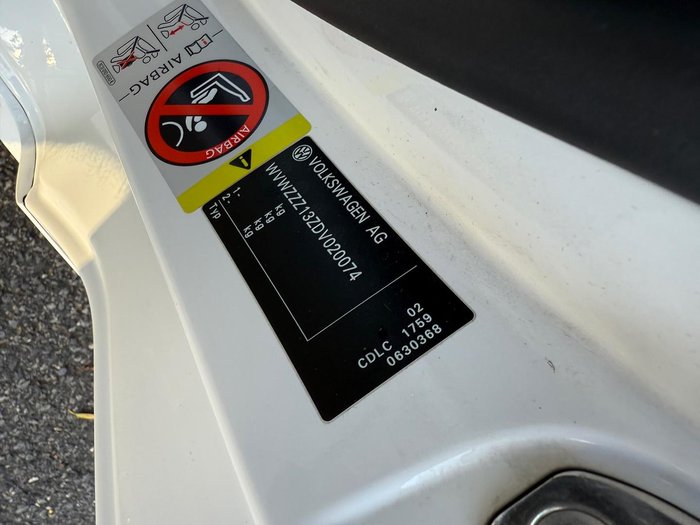 AIRBAG
AIRBAG
VOLKSWAGEN AG
WVWZZZ13ZDV020074
kg
kg
1- kg
2- kg
Typ
02
CDLC 1759
0630368